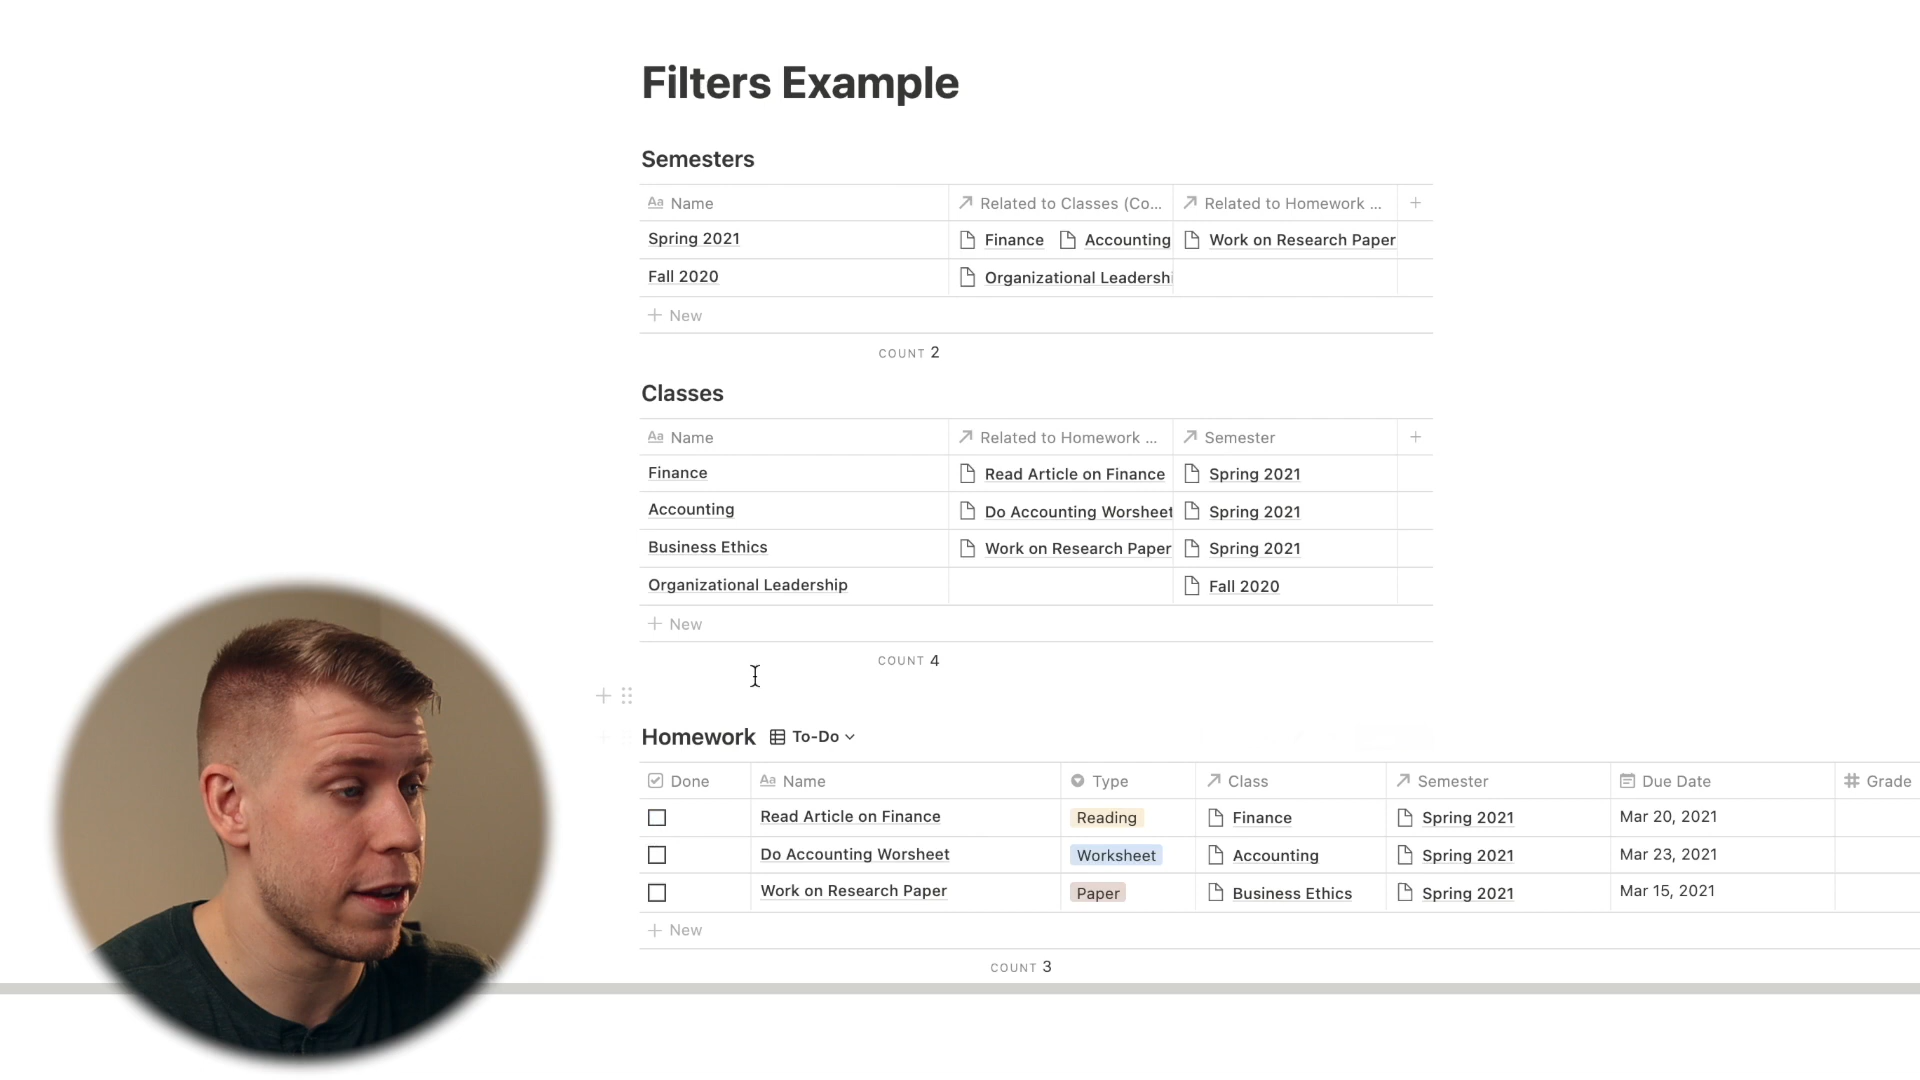 Filters Example
Semesters
Aa Name Related to Classes (Co... Related to Homework ... +
Spring 2021 Finance Accounting Work on Research Paper
Fall 2020 Organizational Leadershi
+ New
COUNT 2
Classes
Aa Name Related to Homework ... Semester +
Finance Read Article on Finance Spring 2021
Accounting Do Accounting Worsheet Spring 2021
Business Ethics Work on Research Paper Spring 2021
Organizational Leadership Fall 2020
+ New
COUNT 4
Homework To-Do
Done Aa Name Type Class Semester Due Date # Grade
Read Article on Finance Reading Finance Spring 2021 Mar 20, 2021
Do Accounting Worsheet Worksheet Accounting Spring 2021 Mar 23, 2021
Work on Research Paper Paper Business Ethics Spring 2021 Mar 15, 2021
+ New
COUNT 3